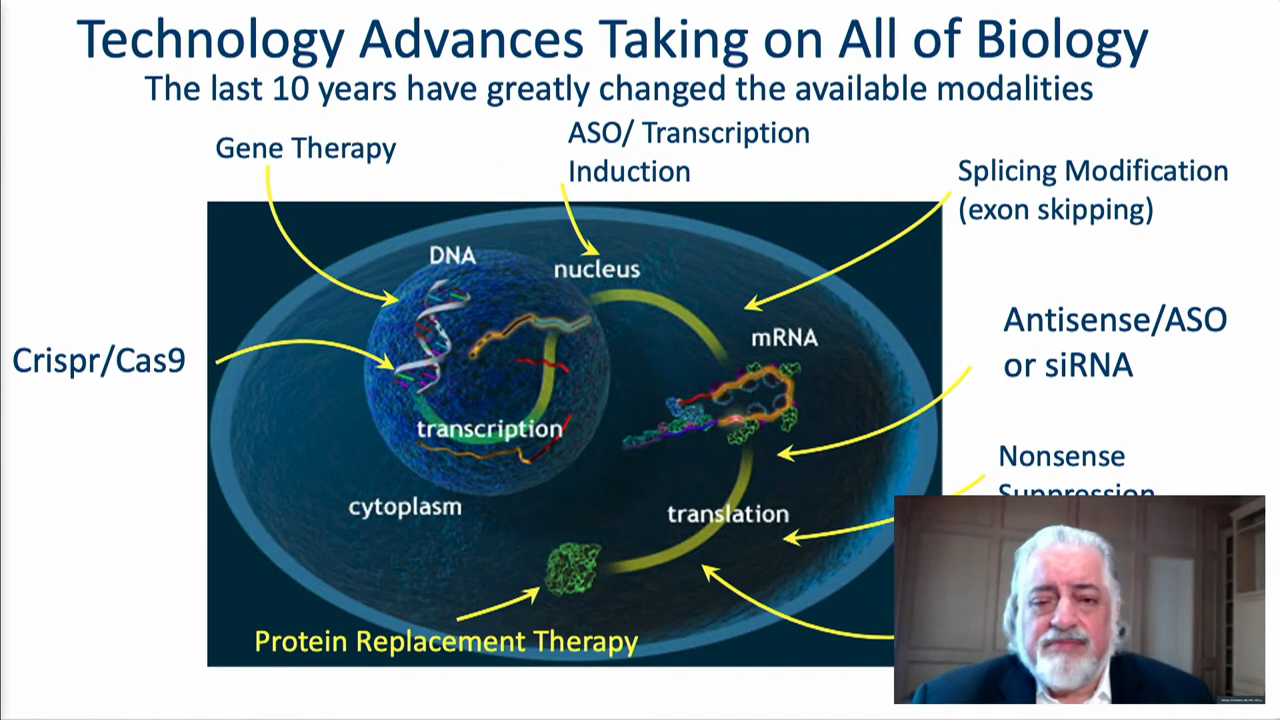 Technology Advances Taking on All of Biology
The last 10 years have greatly changed the available modalities
Gene Therapy
ASO/ Transcription
Induction
Splicing Modification
(exon skipping)
DNA
nucleus
mRNA
Antisense/ASO
or siRNA
Crispr/Cas9
transcription
Nonsense
Suppression
cytoplasm
translation
Protein Replacement Therapy